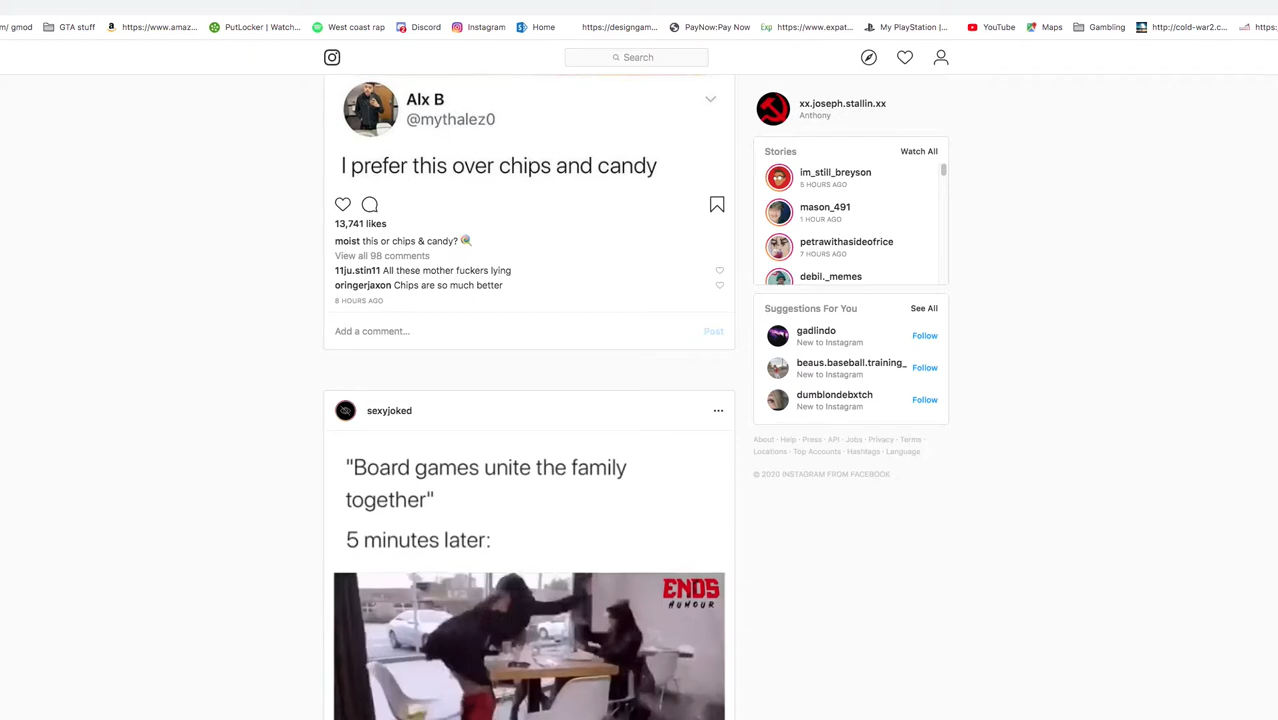 m/ gmod GTA stuff https://www.amaz... PutLocker | Watch... West coast rap Discord Instagram Home https://designgam... PayNow:Pay Now Exp https://www.expat... My PlayStation |... YouTube Maps Gambling http://cold-war2.c... https:
Search
Alx B
@mythalez0
I prefer this over chips and candy
13,741 likes
moist this or chips & candy? 🍭
View all 98 comments
11ju.stin11 All these mother fuckers lying
oringerjaxon Chips are so much better
8 HOURS AGO
Add a comment... Post
sexyjoked
"Board games unite the family
together"
5 minutes later:
ENDS
HUMOUR
xx.joseph.stallin.xx
Anthony
Stories Watch All
im_still_breyson
5 HOURS AGO
mason_491
1 HOUR AGO
petrawithasideofrice
7 HOURS AGO
debil._memes
Suggestions For You See All
gadlindo
New to Instagram Follow
beaus.baseball.training_
New to Instagram Follow
dumblondebxtch
New to Instagram Follow
About · Help · Press · API · Jobs · Privacy · Terms ·
Locations · Top Accounts · Hashtags · Language
© 2020 INSTAGRAM FROM FACEBOOK